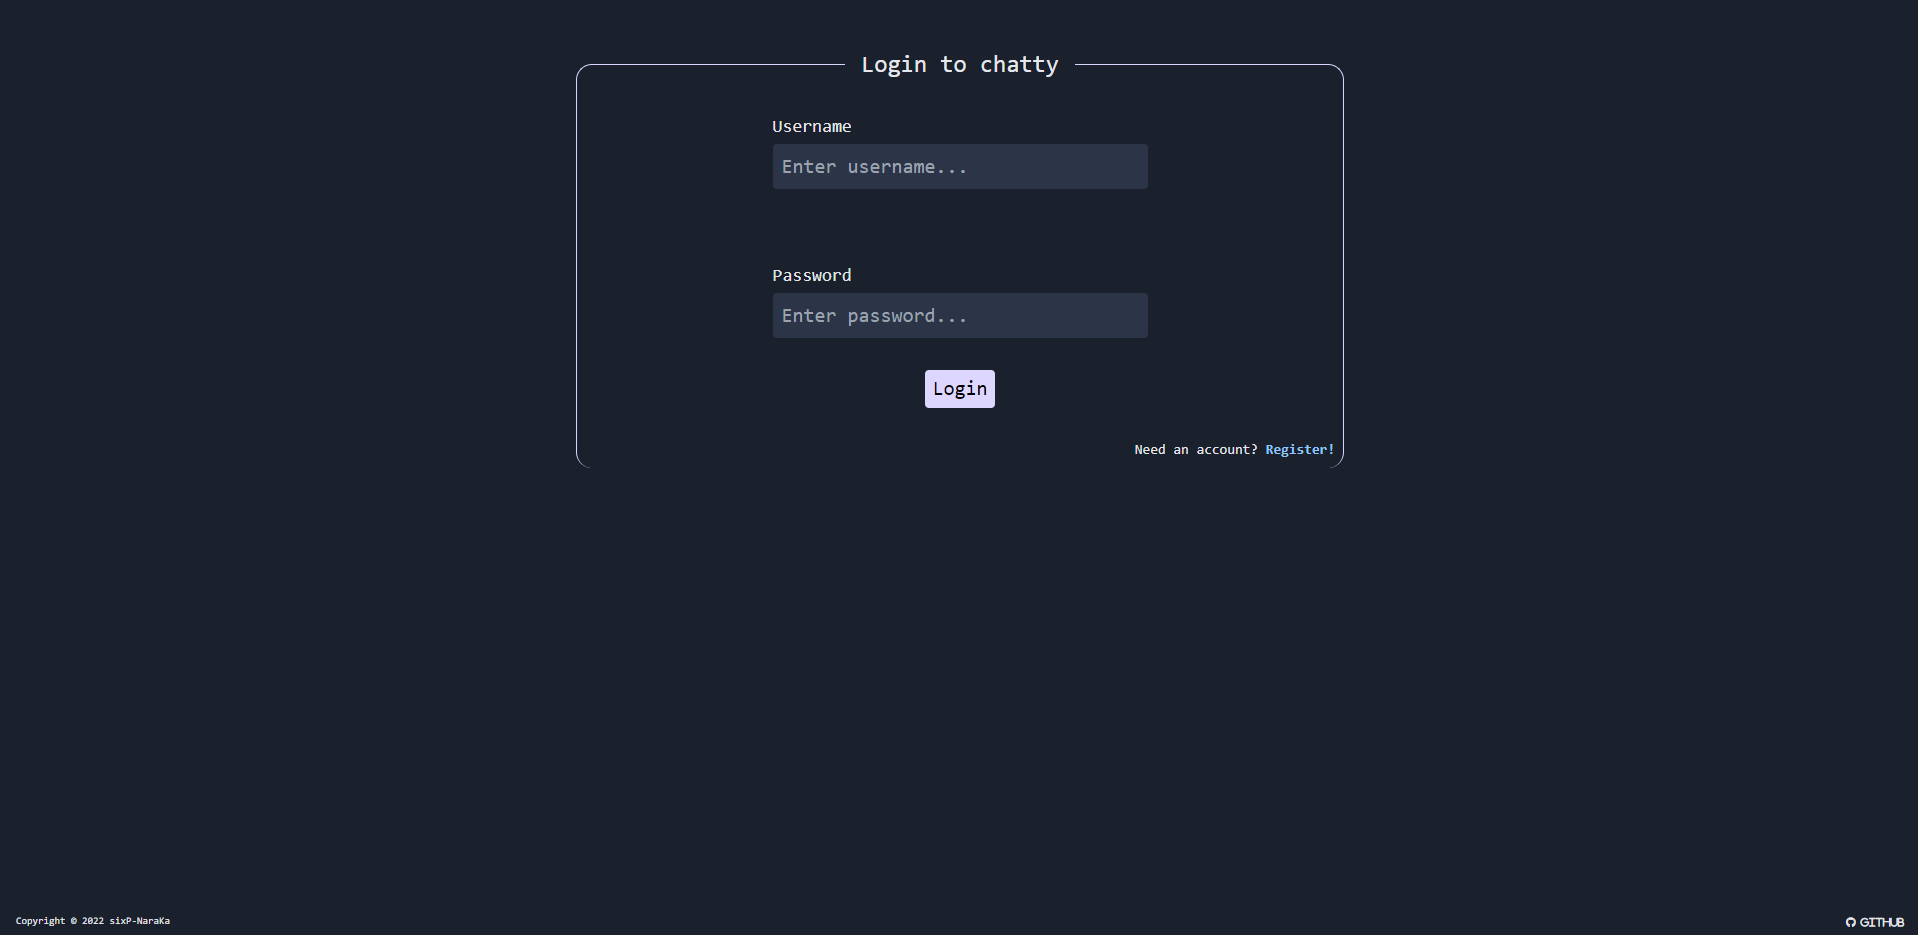 Login to chatty
Username
Enter username...
Password
Enter password...
Login
Need an account? Register!
Copyright © 2022 sixP-NaraKa
GITHUB